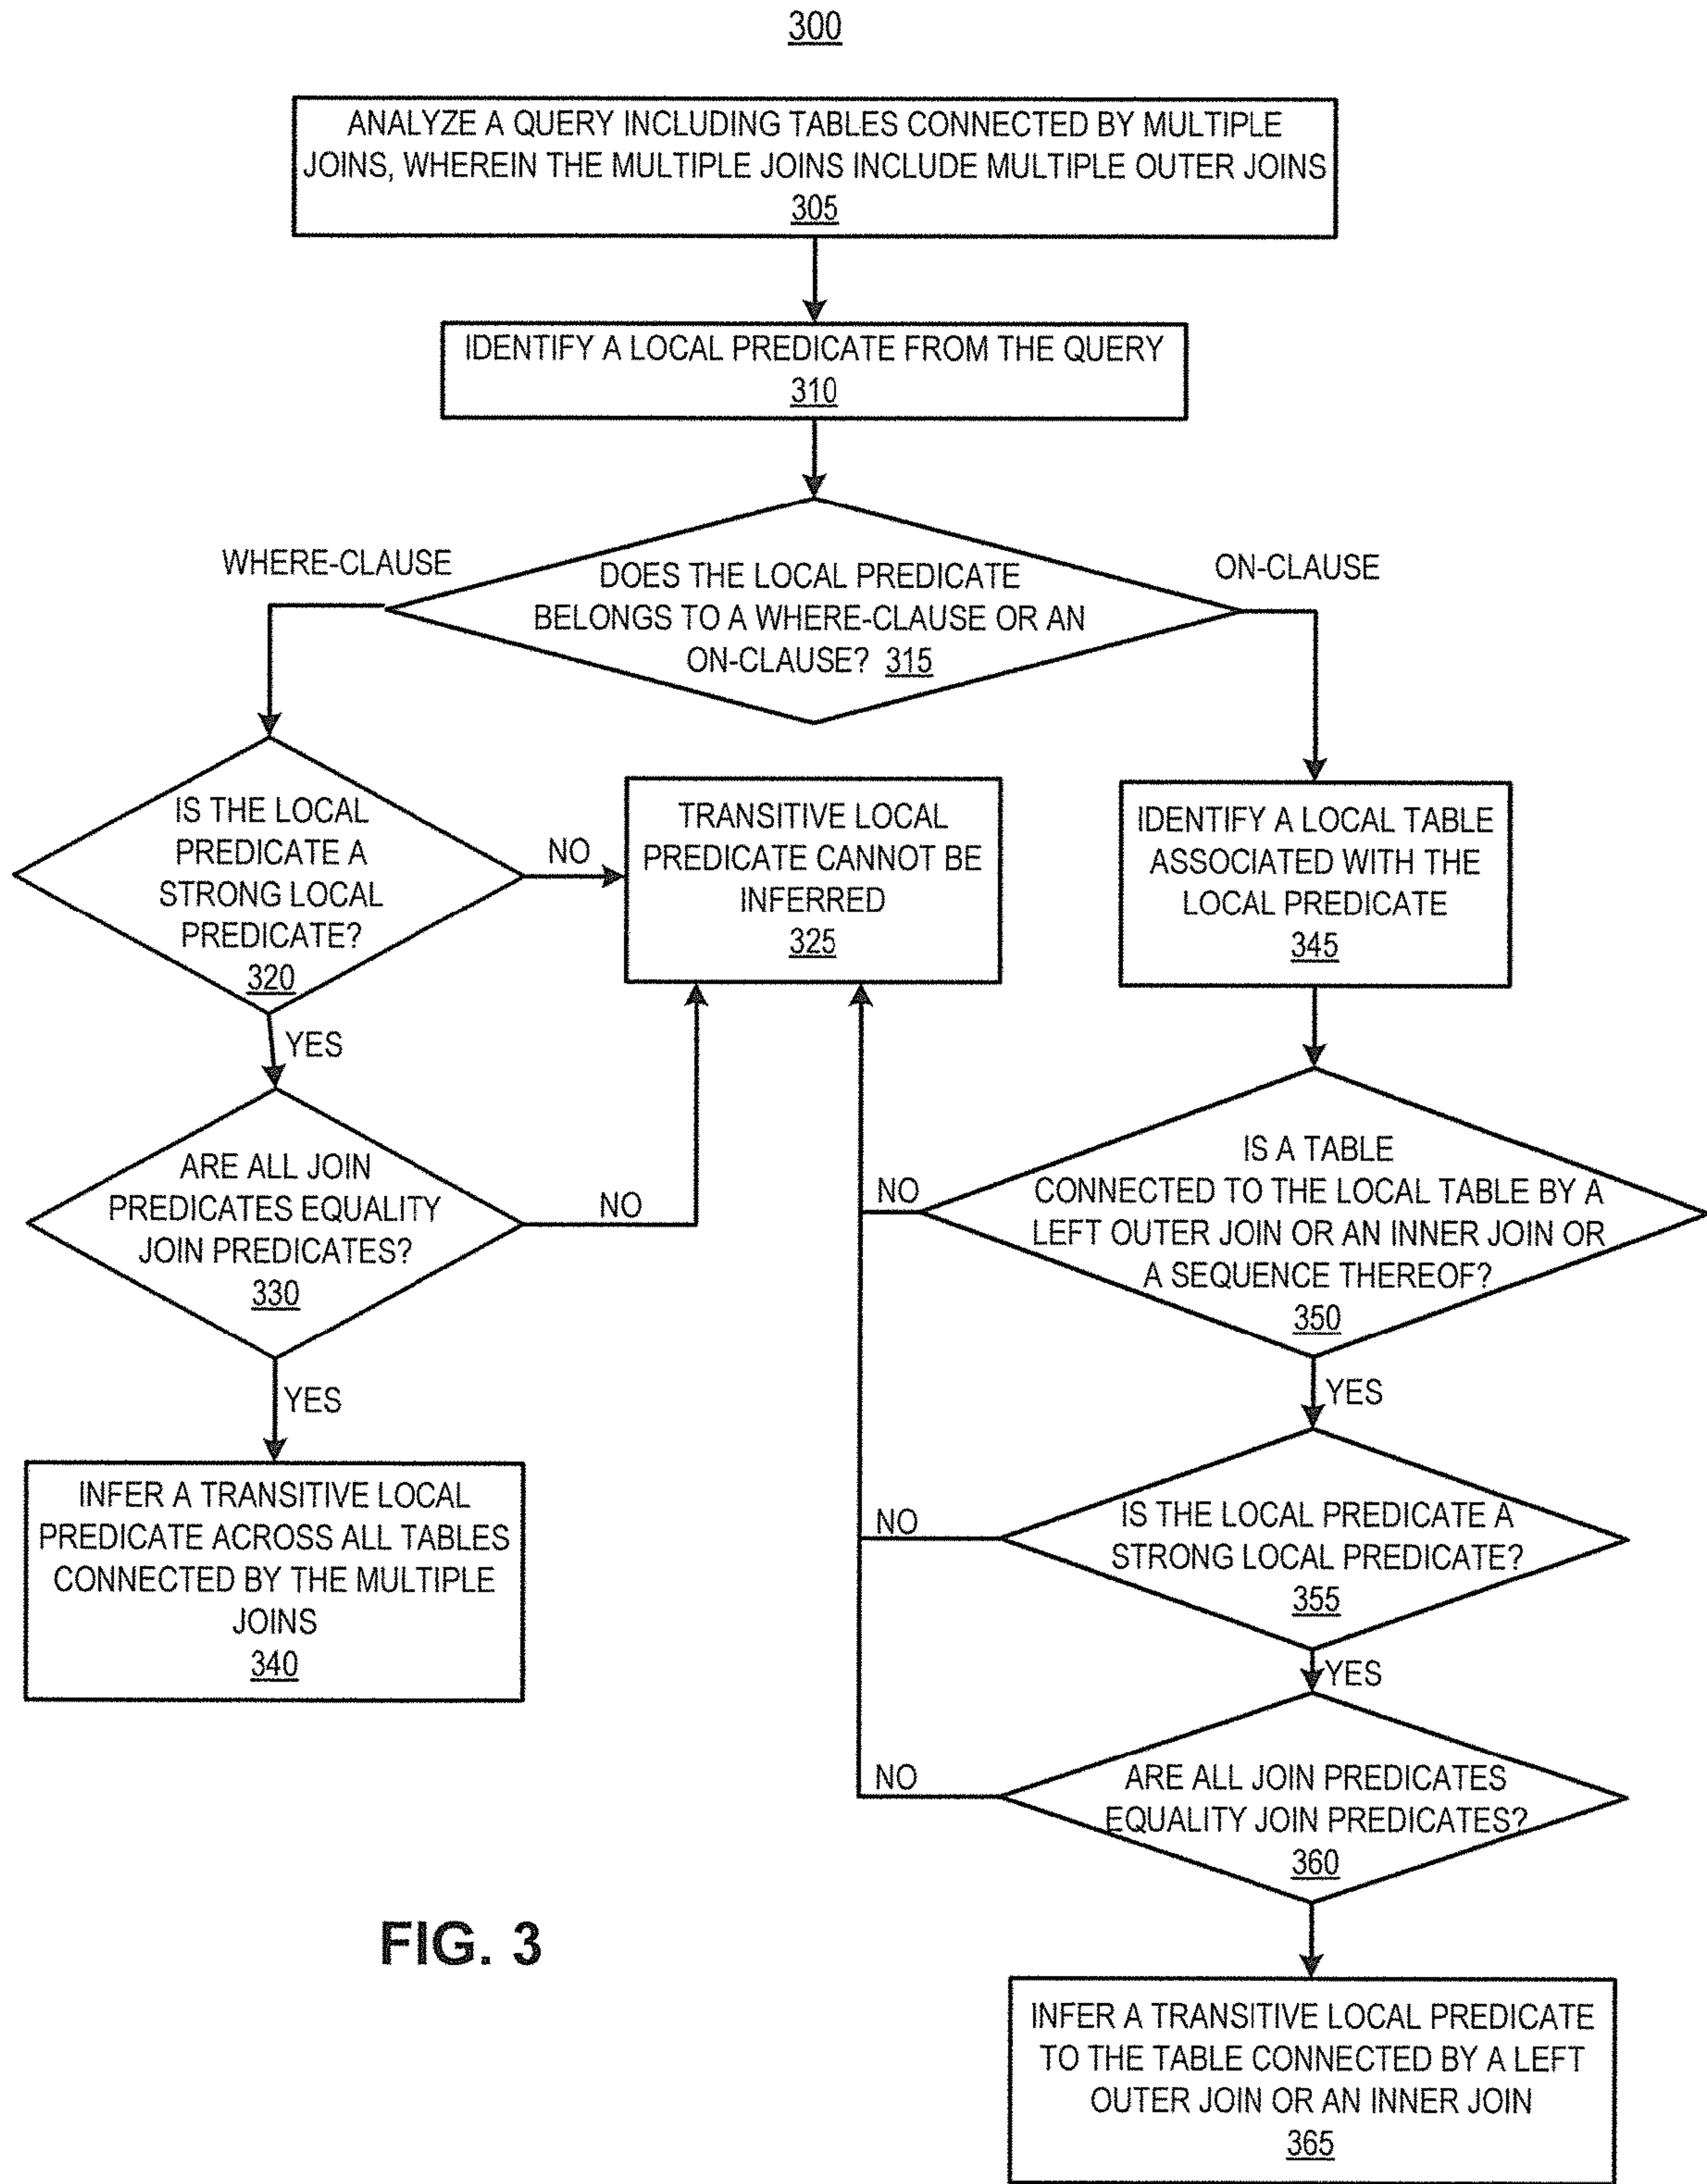 300
ANALYZE A QUERY INCLUDING TABLES CONNECTED BY MULTIPLE
JOINS, WHEREIN THE MULTIPLE JOINS INCLUDE MULTIPLE OUTER JOINS
305
IDENTIFY A LOCAL PREDICATE FROM THE QUERY
310
WHERE-CLAUSE
ON-CLAUSE
DOES THE LOCAL PREDICATE
BELONGS TO A WHERE-CLAUSE OR AN
ON-CLAUSE? 315
IS THE LOCAL
PREDICATE A
STRONG LOCAL
PREDICATE?
320
NO
TRANSITIVE LOCAL
PREDICATE CANNOT BE
INFERRED
325
IDENTIFY A LOCAL TABLE
ASSOCIATED WITH THE
LOCAL PREDICATE
345
YES
ARE ALL JOIN
PREDICATES EQUALITY
JOIN PREDICATES?
330
NO
NO
IS A TABLE
CONNECTED TO THE LOCAL TABLE BY A
LEFT OUTER JOIN OR AN INNER JOIN OR
A SEQUENCE THEREOF?
350
YES
YES
INFER A TRANSITIVE LOCAL
PREDICATE ACROSS ALL TABLES
CONNECTED BY THE MULTIPLE
JOINS
340
NO
IS THE LOCAL PREDICATE A
STRONG LOCAL PREDICATE?
355
YES
NO
ARE ALL JOIN PREDICATES
EQUALITY JOIN PREDICATES?
360
FIG. 3
INFER A TRANSITIVE LOCAL PREDICATE
TO THE TABLE CONNECTED BY A LEFT
OUTER JOIN OR AN INNER JOIN
365